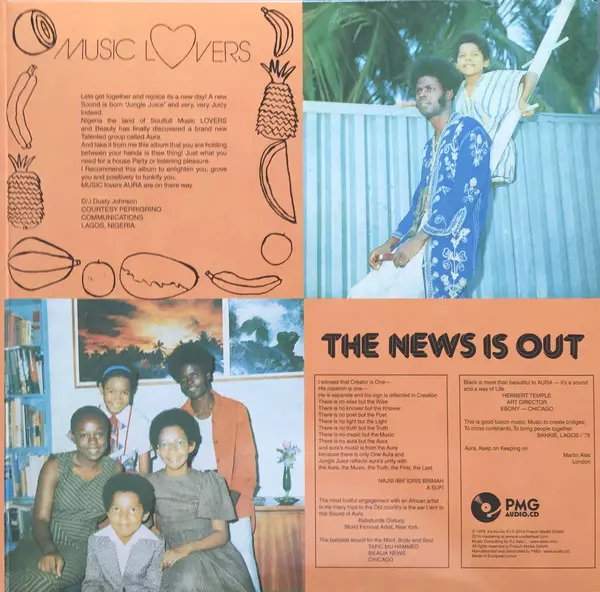 MUSIC LOVERS
Lets get together and rejoice its a new day! A new
Sound is born "Jungle Juice" and very, very Juicy
Indeed.
Nigeria the land of Soulfull Music LOVERS
and Beauty has finally discovered a brand new
Talented group called Aura.
And take it from me this album that you are holding
between your hands is thee thing! Just what you
need for a house Party or listening pleasure.
I Recommend this album to enlighten you, grove
you and positively to funkify you.
MUSIC lovers AURA are on there way.
D/J Dusty Johnson
COURTESY PERRIGRINO
COMMUNICATIONS
LAGOS, NIGERIA
THE NEWS IS OUT
I witness that Creator is One—
His creation is one—
He is separate and his sign is reflected in Creation
There is no else but the Wise
There is no knower but the Knower
There is no poet but the Poet
There is no light but the Light
There is no truth but the Truth
There is no music but the Music
There is no aura but the Aura
and aura's music is from the Aura
because there is only One Aura and
Jungle Juice reflects aura's unity with
the Aura, the Music, the Truth, the First, the Last.
NAJIB IBN 'IDRIS BRIMAH
A SUFI
The most fruitful engagement with an African artist
in my many trips to the Old country is the ear I lent to
this Sound of Aura.
Babatunde Olatunji
World Famous Artist, New York.
The baddest sound for the Mind, Body and Soul
MU HAMMED
NEWS
CHICAGO
Black is more than beautiful to AURA — it's a sound
and a way of Life.
HERBERT TEMPLE
ART DIRECTOR
EBONY — CHICAGO
This is good fusion music. Music to create bridges;
To cross continents. To bring people together.
LAGOS / '78
Aura, Keep on Keeping on
Martin
London
PMG
AUDIO.CD